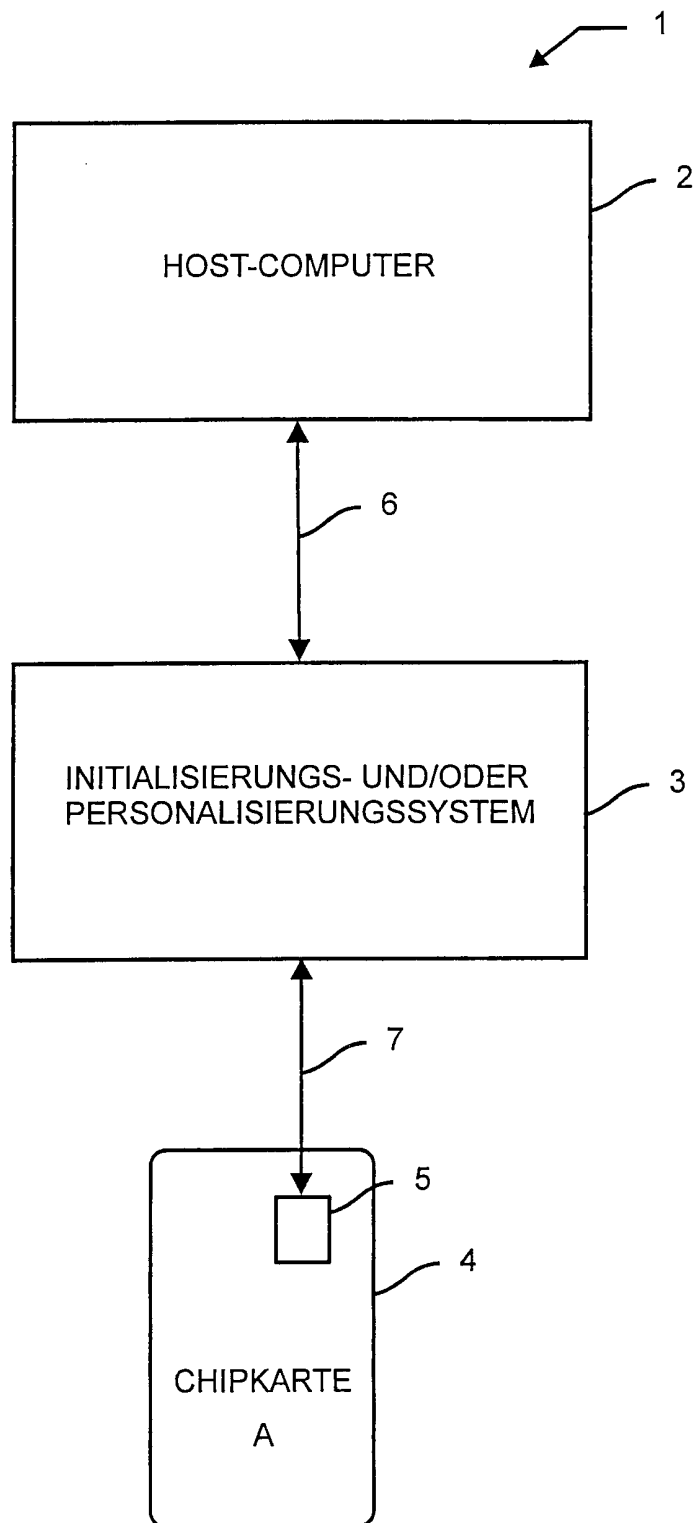 1
2
HOST-COMPUTER
6
INITIALISIERUNGS- UND/ODER
PERSONALISIERUNGSSYSTEM
3
7
5
4
CHIPKARTE
A